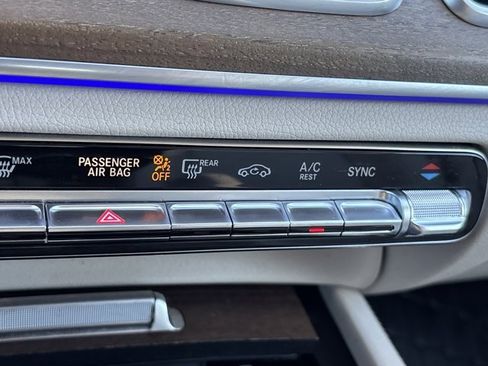 MAX
PASSENGER
AIR BAG
OFF
REAR
A/C
REST
SYNC